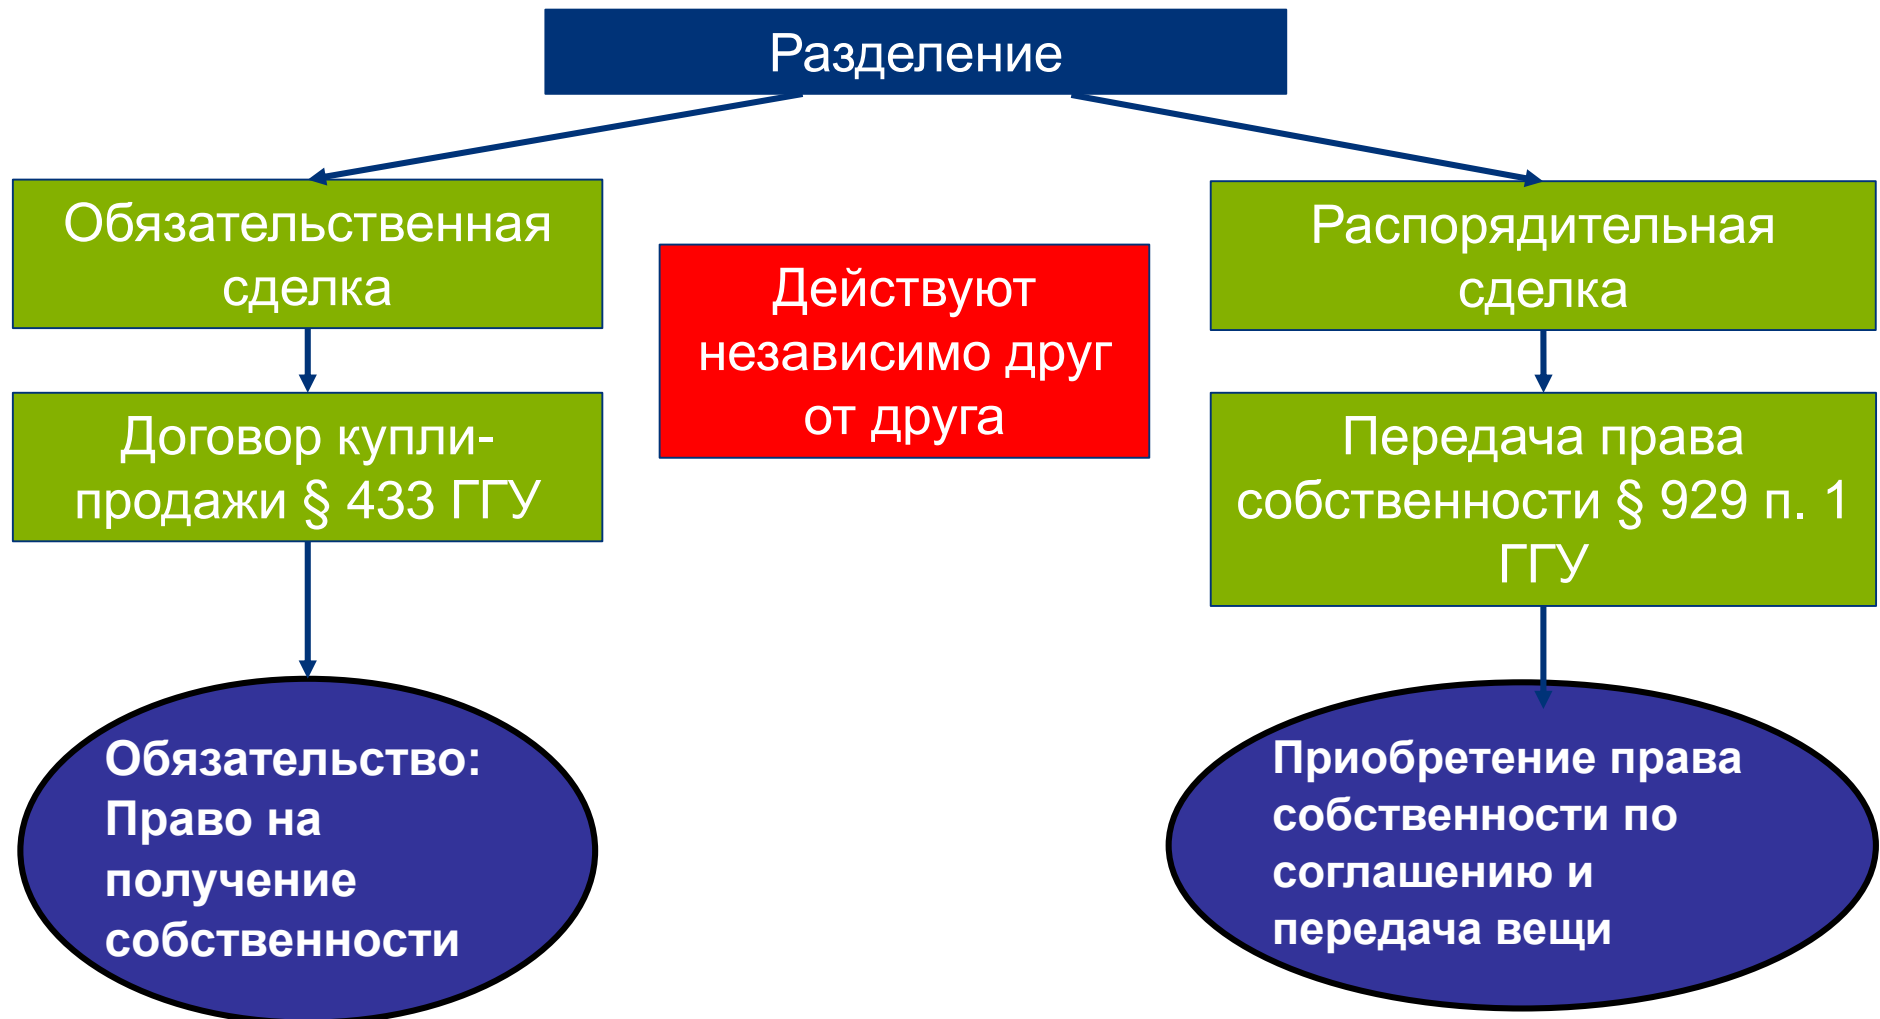 Разделение
Обязательственная
сделка
Распорядительная
сделка
Действуют
независимо друг
от друга
Договор купли-
продажи § 433 ГГУ
Передача права
собственности § 929 п. 1
ГГУ
Обязательство:
Право на
получение
собственности
Приобретение права
собственности по
соглашению и
передача вещи